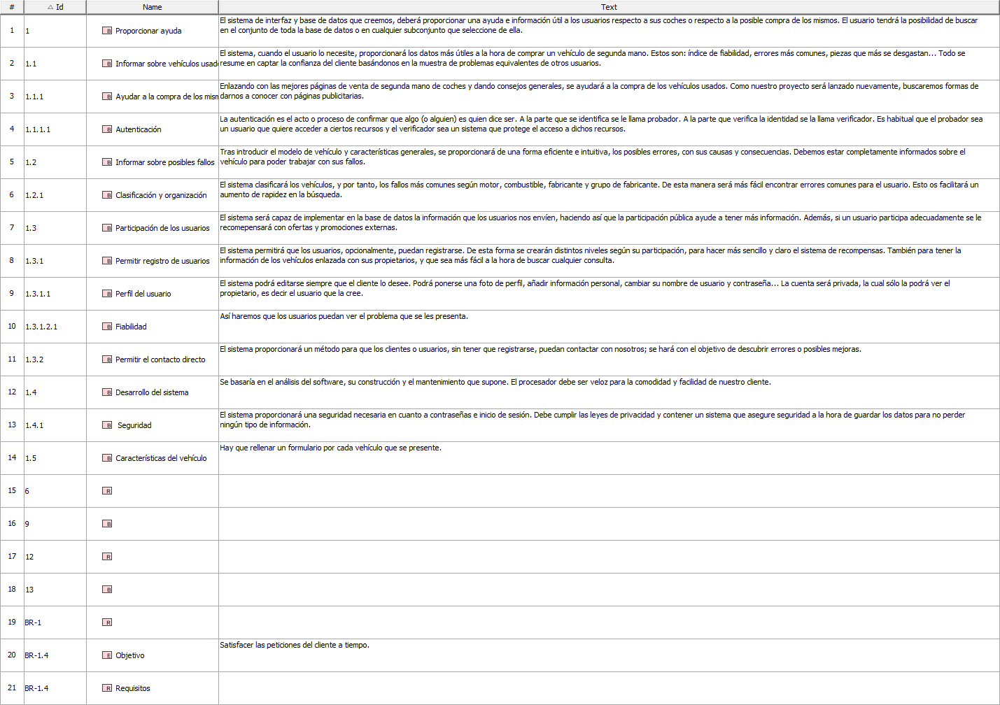 # △ Id Name Text
1 1 B Proporcionar ayuda El sistema de interfaz y base de datos que creemos, deberá proporcionar una ayuda e información útil a los usuarios respecto a sus coches o respecto a la posible compra de los mismos. El usuario tendrá la posibilidad de buscar
en el conjunto de toda la base de datos o en cualquier subconjunto que seleccione de ella.
2 1.1 B Informar sobre vehículos usad El sistema, cuando el usuario lo necesite, proporcionará los datos más útiles a la hora de comprar un vehículo de segunda mano. Estos son: índice de fiabilidad, errores más comunes, piezas que más se desgastan... Todo se
resume en captar la confianza del cliente basándonos en la muestra de problemas equivalentes de otros usuarios.
3 1.1.1 B Ayudar a la compra de los misn Enlazando con las mejores páginas de venta de segunda mano de coches y dando consejos generales, se ayudará a la compra de los vehículos usados. Como nuestro proyecto será lanzado nuevamente, buscaremos formas de
darnos a conocer con páginas publicitarias.
4 1.1.1.1 B Autenticación La autenticación es el acto o proceso de confirmar que algo (o alguien) es quien dice ser. A la parte que se identifica se le llama probador. A la parte que verifica la identidad se la llama verificador. Es habitual que el probador sea
un usuario que quiere acceder a ciertos recursos y el verificador sea un sistema que protege el acceso a dichos recursos.
5 1.2 B Informar sobre posibles fallos Tras introducir el modelo de vehículo y características generales, se proporcionará de una forma eficiente e intuitiva, los posibles errores, con sus causas y consecuencias. Debemos estar completamente informados sobre el
vehículo para poder trabajar con sus fallos.
6 1.2.1 B Clasificación y organización El sistema clasificará los vehículos, y por tanto, los fallos más comunes según motor, combustible, fabricante y grupo de fabricante. De esta manera será más fácil encontrar errores comunes para el usuario. Esto os facilitará un
aumento de rapidez en la búsqueda.
7 1.3 B Participación de los usuarios El sistema será capaz de implementar en la base de datos la información que los usuarios nos envíen, haciendo así que la participación pública ayude a tener más información. Además, si un usuario participa adecuadamente se le
recomepensará con ofertas y promociones externas.
8 1.3.1 B Permitir registro de usuarios El sistema permitirá que los usuarios, opcionalmente, puedan registrarse. De esta forma se crearán distintos niveles según su participación, para hacer más sencillo y claro el sistema de recompensas. También para tener la
información de los vehículos enlazada con sus propietarios, y que sea más fácil a la hora de buscar cualquier consulta.
9 1.3.1.1 B Perfil del usuario El sistema podrá editarse siempre que el cliente lo desee. Podrá ponerse una foto de perfil, añadir información personal, cambiar su nombre de usuario y contraseña... La cuenta será privada, la cual sólo la podrá ver el
propietario, es decir el usuario que la cree.
10 1.3.1.2.1 B Fiabilidad Así haremos que los usuarios puedan ver el problema que se les presenta.
11 1.3.2 B Permitir el contacto directo El sistema proporcionará un método para que los clientes o usuarios, sin tener que registrarse, puedan contactar con nosotros; se hará con el objetivo de descubrir errores o posibles mejoras.
12 1.4 B Desarrollo del sistema Se basaría en el análisis del software, su construcción y el mantenimiento que supone. El procesador debe ser veloz para la comodidad y facilidad de nuestro cliente.
13 1.4.1 B Seguridad El sistema proporcionará una seguridad necesaria en cuanto a contraseñas e inicio de sesión. Debe cumplir las leyes de privacidad y contener un sistema que asegure seguridad a la hora de guardar los datos para no perder
ningún tipo de información.
14 1.5 B Características del vehículo Hay que rellenar un formulario por cada vehículo que se presente.
15 6 R
16 9 B
17 12 R
18 13 B
19 BR-1 R
20 BR-1.4 E Objetivo Satisfacer las peticiones del cliente a tiempo.
21 BR-1.4 R Requisitos